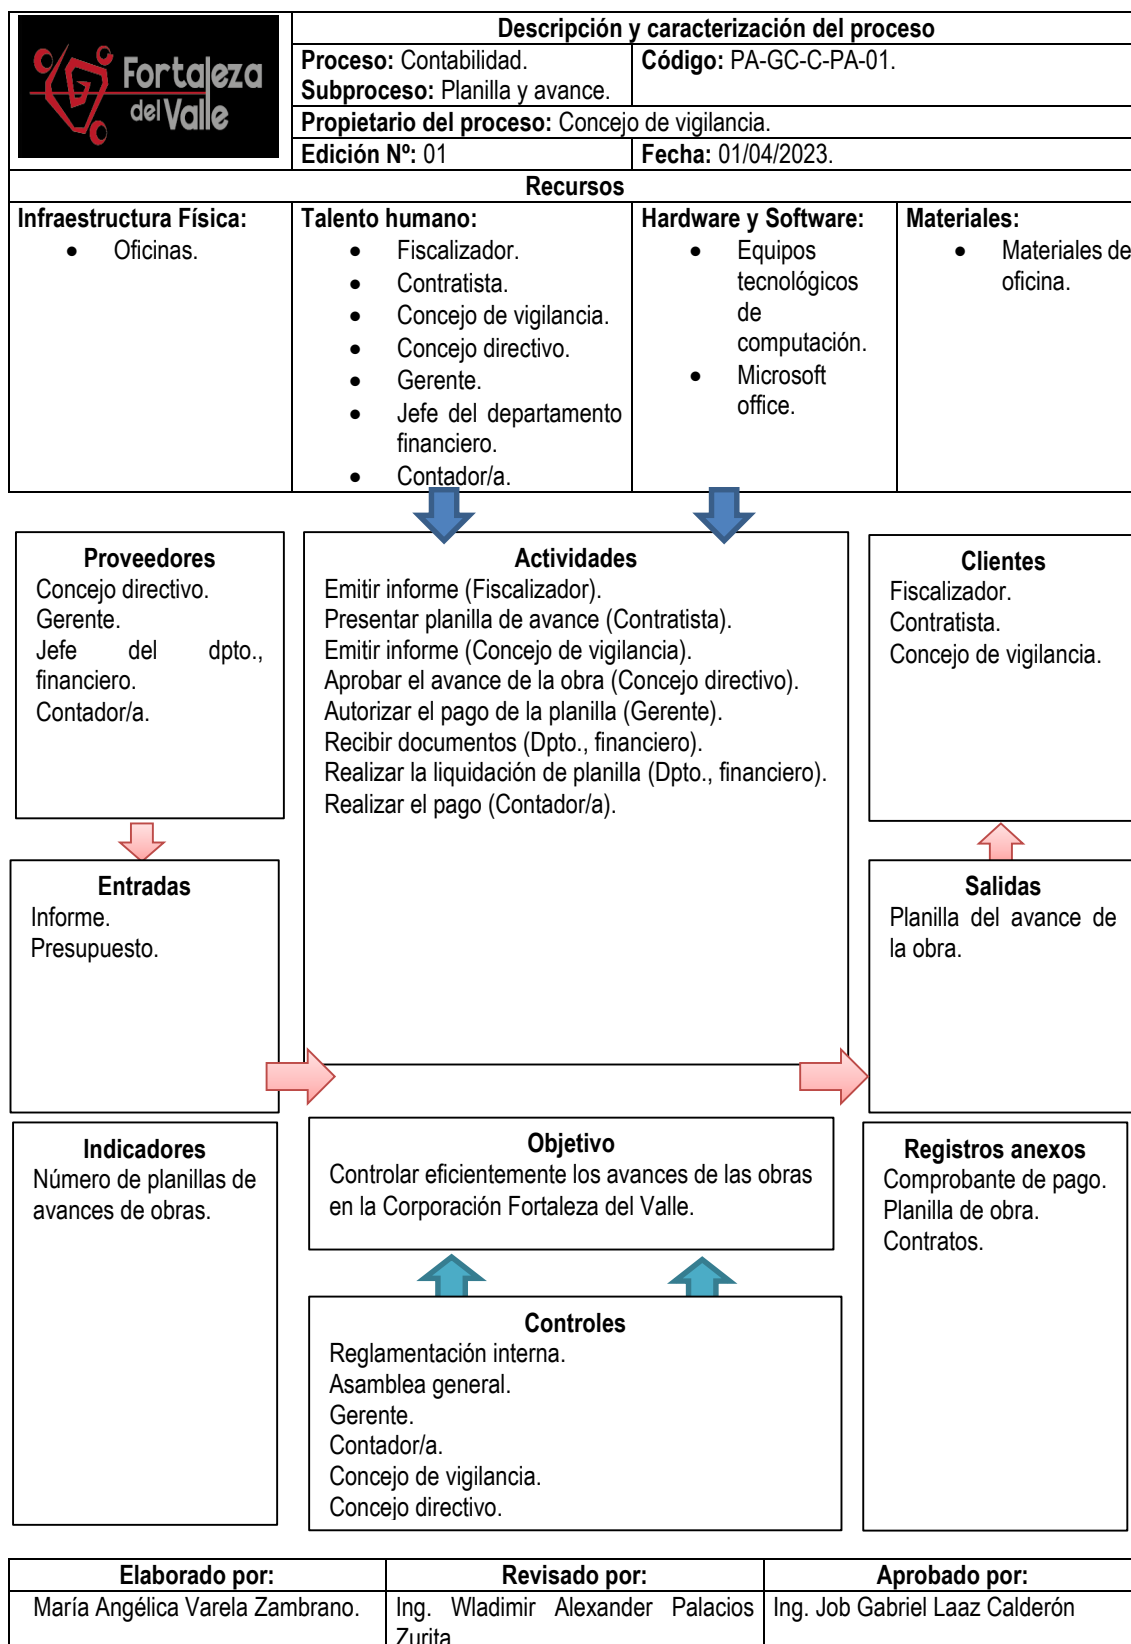 Fortaleza
del Valle
Descripción y caracterización del proceso
Proceso: Contabilidad.
Subproceso: Planilla y avance.
Código: PA-GC-C-PA-01.
Propietario del proceso: Concejo de vigilancia.
Edición Nº: 01
Fecha: 01/04/2023.
Recursos
Infraestructura Física:
• Oficinas.
Talento humano:
• Fiscalizador.
• Contratista.
• Concejo de vigilancia.
• Concejo directivo.
• Gerente.
• Jefe del departamento
financiero.
• Contador/a.
Hardware y Software:
• Equipos
tecnológicos
de
computación.
• Microsoft
office.
Materiales:
• Materiales de
oficina.
Proveedores
Concejo directivo.
Gerente.
Jefe del dpto.,
financiero.
Contador/a.
Actividades
Emitir informe (Fiscalizador).
Presentar planilla de avance (Contratista).
Emitir informe (Concejo de vigilancia).
Aprobar el avance de la obra (Concejo directivo).
Autorizar el pago de la planilla (Gerente).
Recibir documentos (Dpto., financiero).
Realizar la liquidación de planilla (Dpto., financiero).
Realizar el pago (Contador/a).
Clientes
Fiscalizador.
Contratista.
Concejo de vigilancia.
Entradas
Informe.
Presupuesto.
Salidas
Planilla del avance de
la obra.
Indicadores
Número de planillas de
avances de obras.
Objetivo
Controlar eficientemente los avances de las obras
en la Corporación Fortaleza del Valle.
Registros anexos
Comprobante de pago.
Planilla de obra.
Contratos.
Controles
Reglamentación interna.
Asamblea general.
Gerente.
Contador/a.
Concejo de vigilancia.
Concejo directivo.
Elaborado por:
María Angélica Varela Zambrano.
Revisado por:
Ing. Wladimir Alexander Palacios
Zurita
Aprobado por:
Ing. Job Gabriel Laaz Calderón